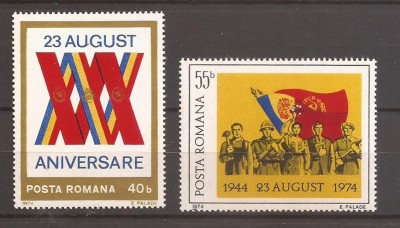 23 AUGUST
XXX
ANIVERSARE
POSTA ROMANA 40b
1974 E. PALADE
55b
POSTA ROMANA
1944 23 AUGUST 1974
1974 E. PALADE